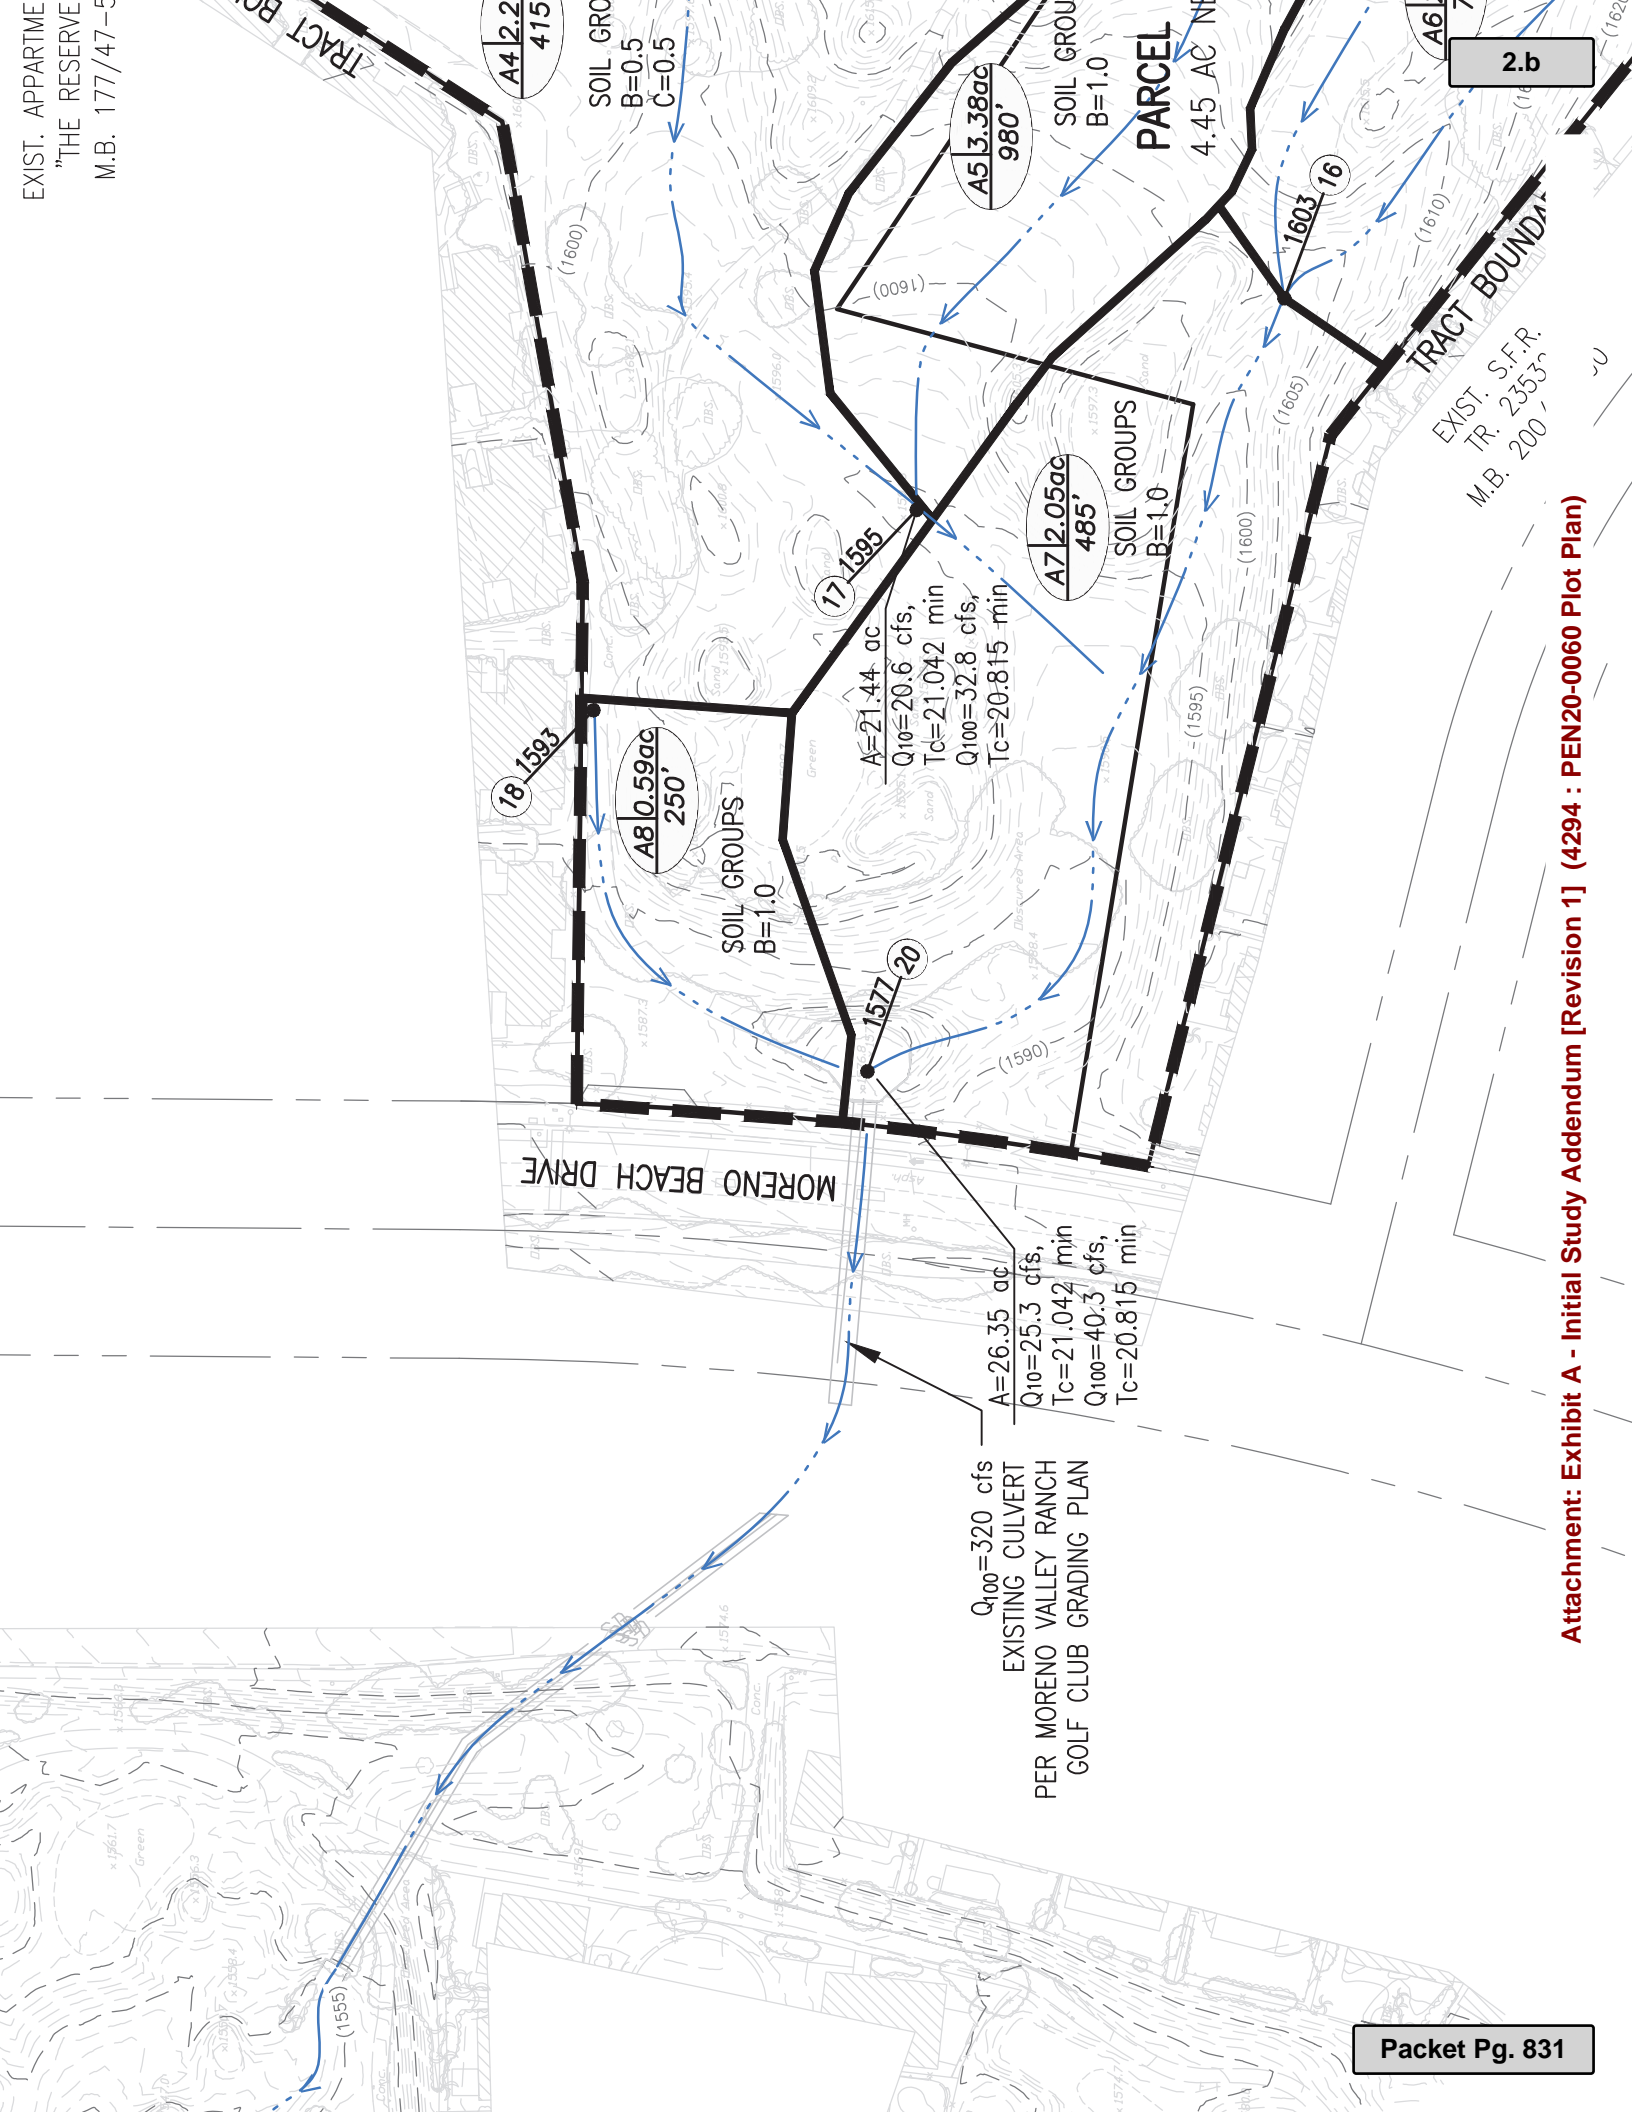 EXIST. APPARTME
"THE RESERVE
M.B. 177/47-5
TRACT BO
A4 2.2
415
SOIL GRO
B=0.5
C=0.5
A5 3.38ac
980'
SOIL GROU
B=1.0
PARCEL
4.45 AC NE
A6
2.b
(1600)
(1600)
1603 16
(1610)
TRACT BOUNDA
EXIST. S.F.R.
TR. 2353
M.B. 200
(1605)
(1600)
17 1595
A=21.44 ac
Q10=20.6 cfs,
Tc=21.042 min
Q100=32.8 cfs,
Tc=20.815 min
A7 2.05ac
485'
SOIL GROUPS
B=1.0
(1595)
18 1593
A8 0.59ac
250'
SOIL GROUPS
B=1.0
1577 20
(1590)
MORENO BEACH DRIVE
A=26.35 ac
Q10=25.3 cfs,
Tc=21.042 min
Q100=40.3 cfs,
Tc=20.815 min
Q100=320 cfs
EXISTING CULVERT
PER MORENO VALLEY RANCH
GOLF CLUB GRADING PLAN
(1555)
Attachment: Exhibit A - Initial Study Addendum [Revision 1] (4294 : PEN20-0060 Plot Plan)
Packet Pg. 831